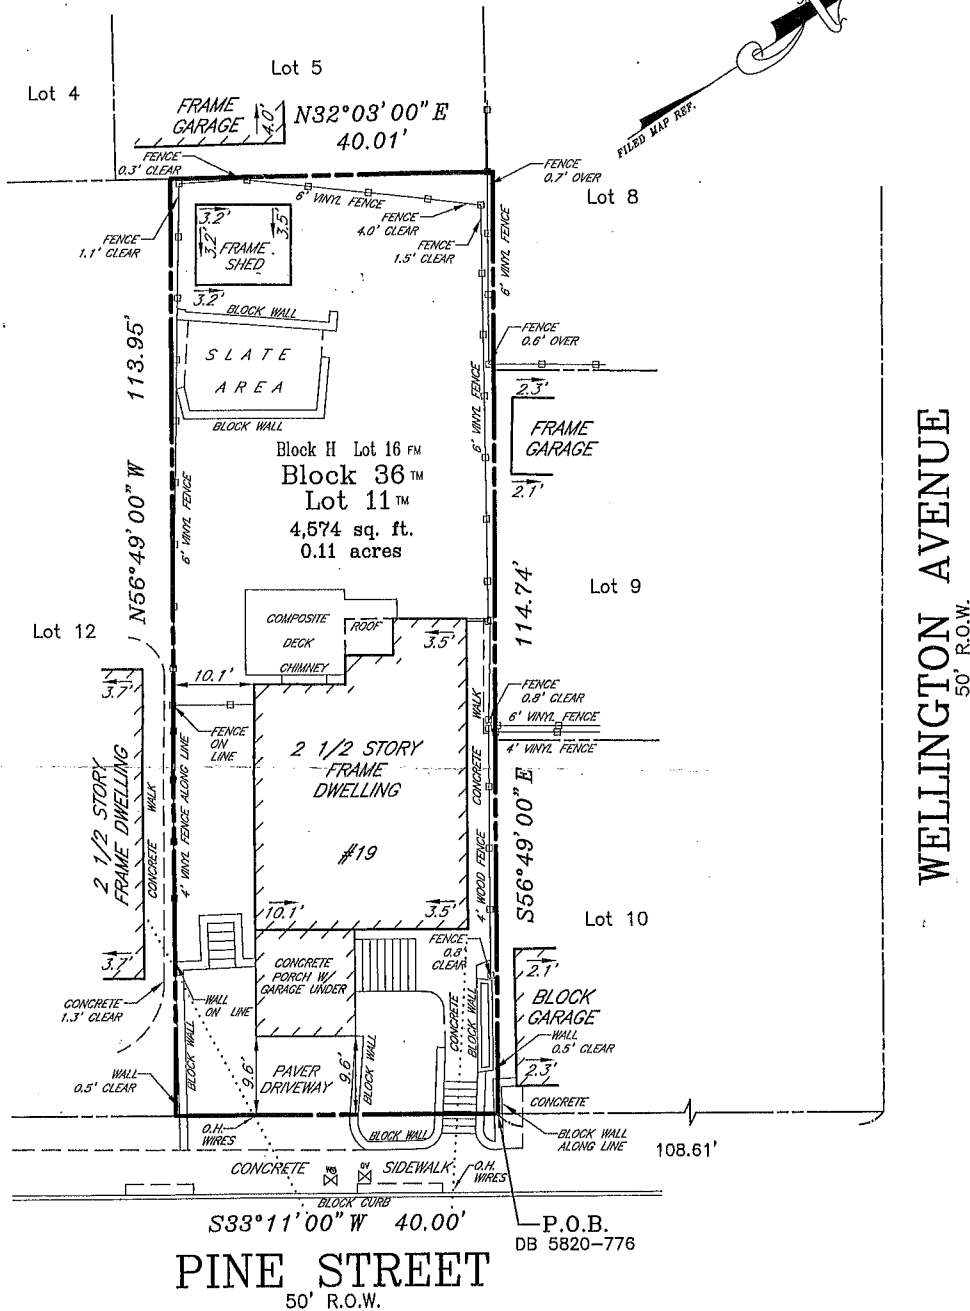 Lot 5
Lot 4
FRAME
GARAGE
4.0'
N32°03'00" E
40.01'
FILED MAP REF.
FENCE
0.3' CLEAR
FENCE
0.7' OVER
Lot 8
6' VINYL FENCE
FENCE
4.0' CLEAR
FENCE
1.5' CLEAR
6' VINYL FENCE
FENCE
1.1' CLEAR
3.2'
3.2'
3.5'
FRAME
SHED
3.2'
BLOCK WALL
SLATE
AREA
BLOCK WALL
FENCE
0.6' OVER
113.95'
N56°49'00" W
6' VINYL FENCE
6' VINYL FENCE
2.3'
FRAME
GARAGE
2.1'
Block H Lot 16 FM
Block 36 TM
Lot 11 TM
4,574 sq. ft.
0.11 acres
114.74'
S56°49'00" E
Lot 9
Lot 12
COMPOSITE
DECK
ROOF
CHIMNEY
3.5'
10.1'
3.7'
FENCE
ON
LINE
FENCE
0.8' CLEAR
6' VINYL FENCE
4' VINYL FENCE
2 1/2 STORY
FRAME
DWELLING
#19
2 1/2 STORY
FRAME DWELLING
CONCRETE WALK
4' VINYL FENCE ALONG LINE
CONCRETE WALK
4' WOOD FENCE
10.1'
3.5'
Lot 10
3.7'
CONCRETE
1.3' CLEAR
WALL
ON LINE
CONCRETE
PORCH W/
GARAGE UNDER
FENCE
0.8'
CLEAR
2.1'
BLOCK
GARAGE
2.3'
WALL
0.5' CLEAR
CONCRETE
BLOCK WALL
BLOCK WALL
WALL
0.5' CLEAR
9.6'
PAVER
DRIVEWAY
9.6'
BLOCK WALL
O.H.
WIRES
BLOCK WALL
CONCRETE
BLOCK WALL
ALONG LINE
108.61'
CONCRETE
WB
GV
SIDEWALK
O.H.
WIRES
BLOCK CURB
S33°11'00" W 40.00'
P.O.B.
DB 5820-776
PINE STREET
50' R.O.W.
WELLINGTON AVENUE
50' R.O.W.